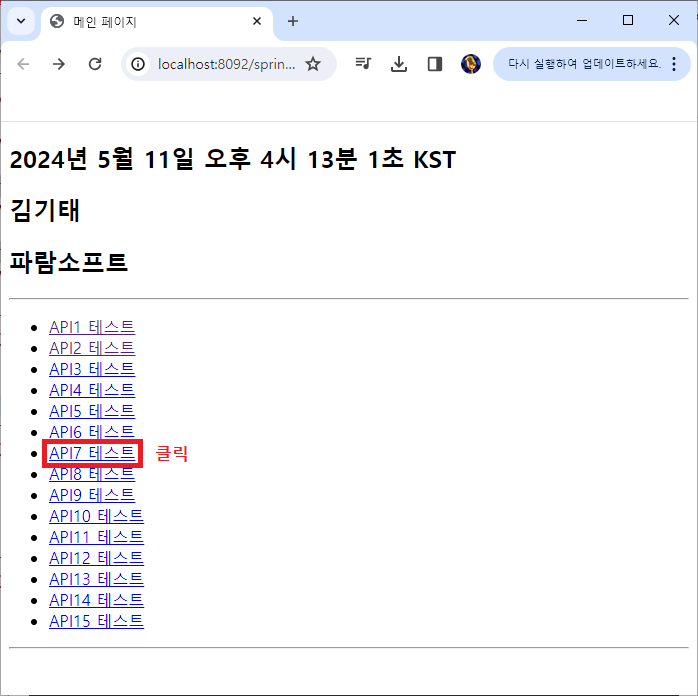 메인 페이지
localhost:8092/sprin...
다시 실행하여 업데이트하세요.
2024년 5월 11일 오후 4시 13분 1초 KST
김기태
파람소프트
API1 테스트
API2 테스트
API3 테스트
API4 테스트
API5 테스트
API6 테스트
API7 테스트 클릭
API8 테스트
API9 테스트
API10 테스트
API11 테스트
API12 테스트
API13 테스트
API14 테스트
API15 테스트